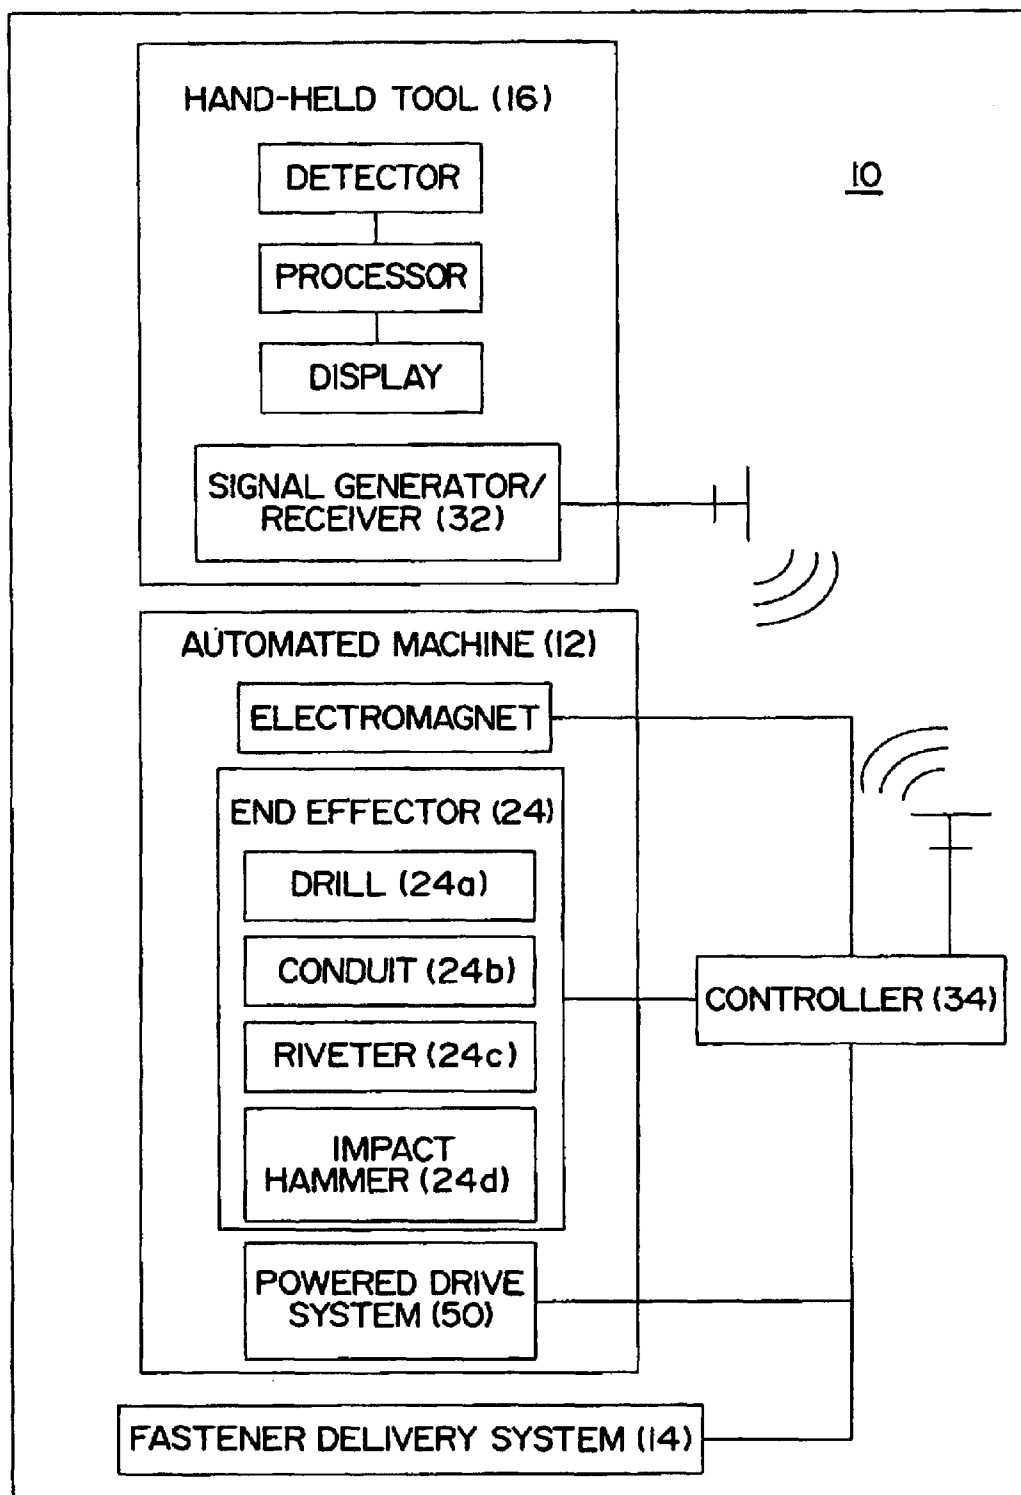 HAND-HELD TOOL (16)
10
DETECTOR
PROCESSOR
DISPLAY
SIGNAL GENERATOR/
RECEIVER (32)
AUTOMATED MACHINE (12)
ELECTROMAGNET
END EFFECTOR (24)
DRILL (24a)
CONDUIT (24b)
CONTROLLER (34)
RIVETER (24c)
IMPACT
HAMMER (24d)
POWERED DRIVE
SYSTEM (50)
FASTENER DELIVERY SYSTEM (14)